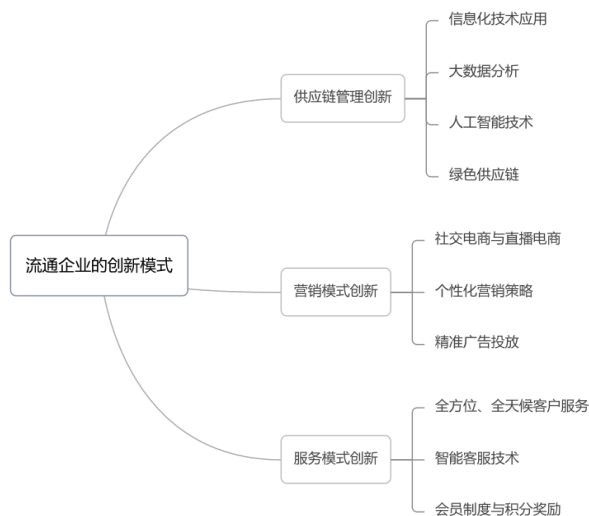 流通企业的创新模式
供应链管理创新
信息化技术应用
大数据分析
人工智能技术
绿色供应链
营销模式创新
社交电商与直播电商
个性化营销策略
精准广告投放
服务模式创新
全方位、全天候客户服务
智能客服技术
会员制度与积分奖励